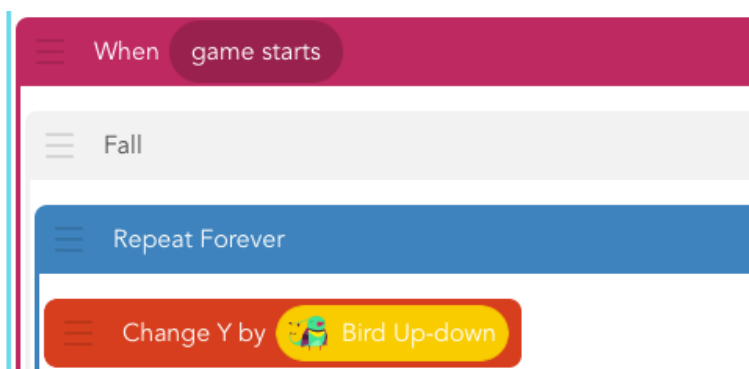 When game starts
Fall
Repeat Forever
Change Y by Bird Up-down